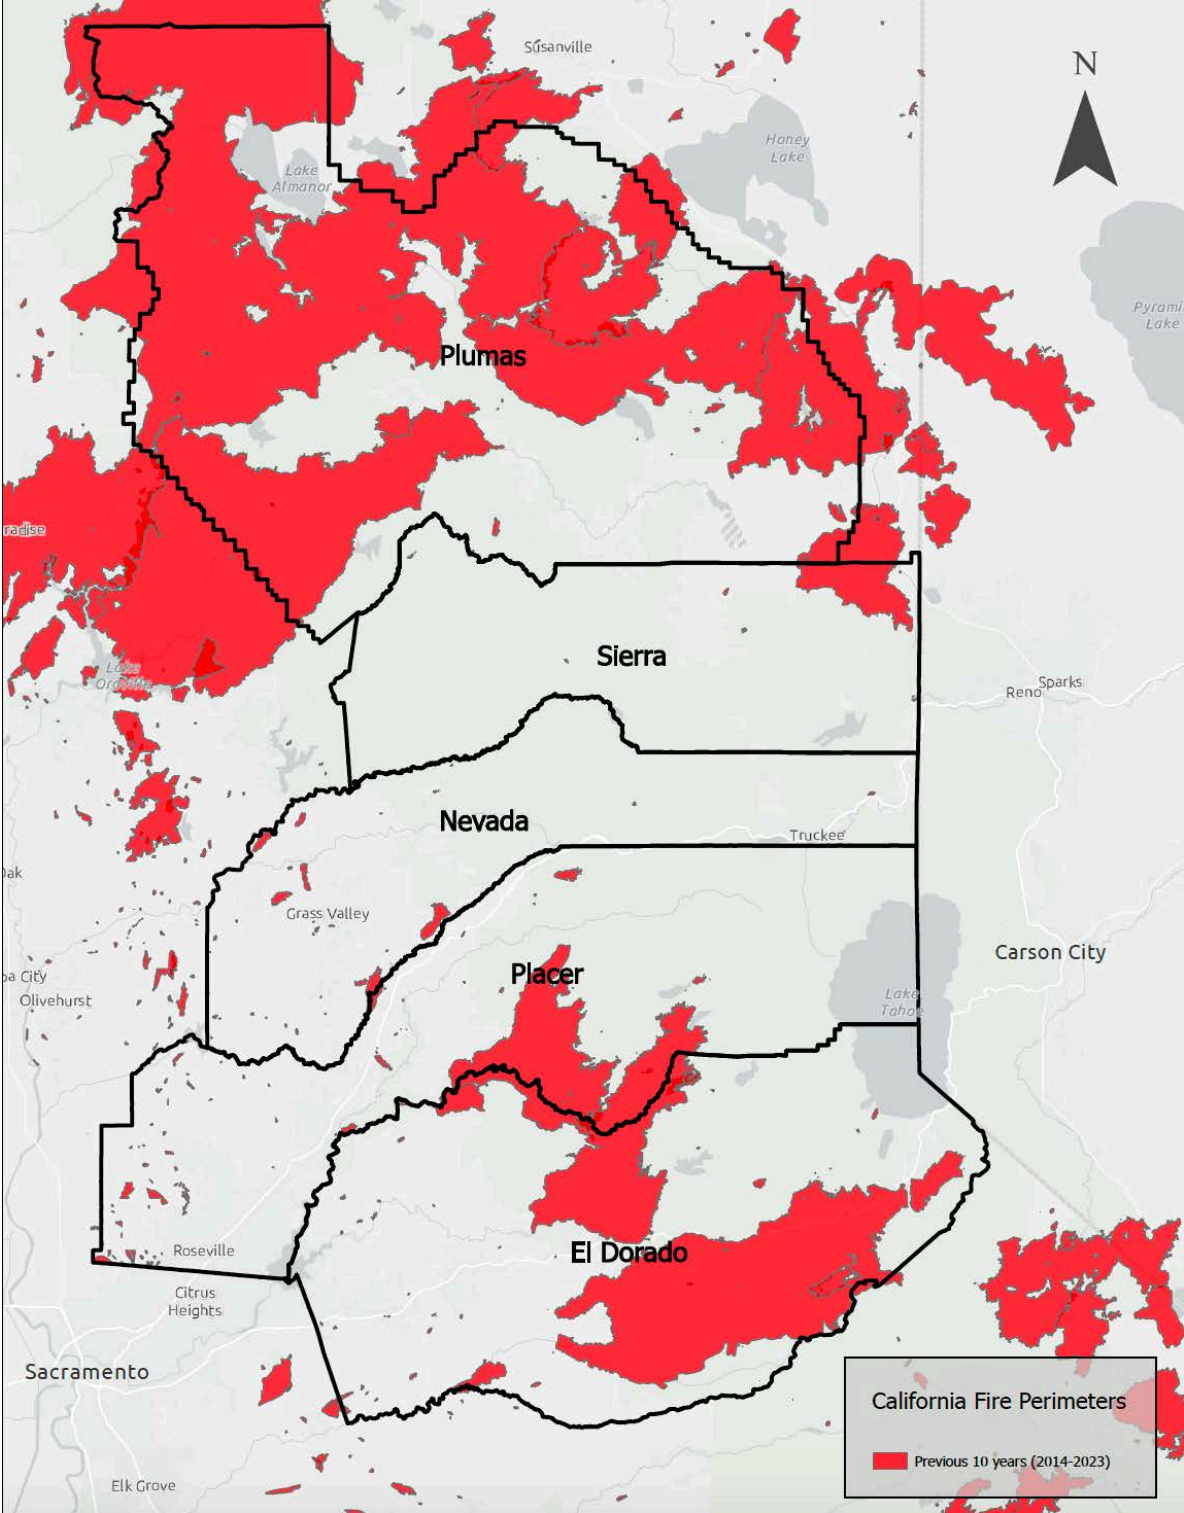 Susanville
N
Honey
Lake
Lake
Almanor
Pyrami
Lake
Plumas
radise
Sierra
Lake
Oroville
Reno
Sparks
Nevada
Truckee
Oak
Grass Valley
Carson City
Placer
ba City
Olivehurst
Lake
Tahoe
Roseville
El Dorado
Citrus
Heights
Sacramento
California Fire Perimeters
Previous 10 years (2014-2023)
Elk Grove